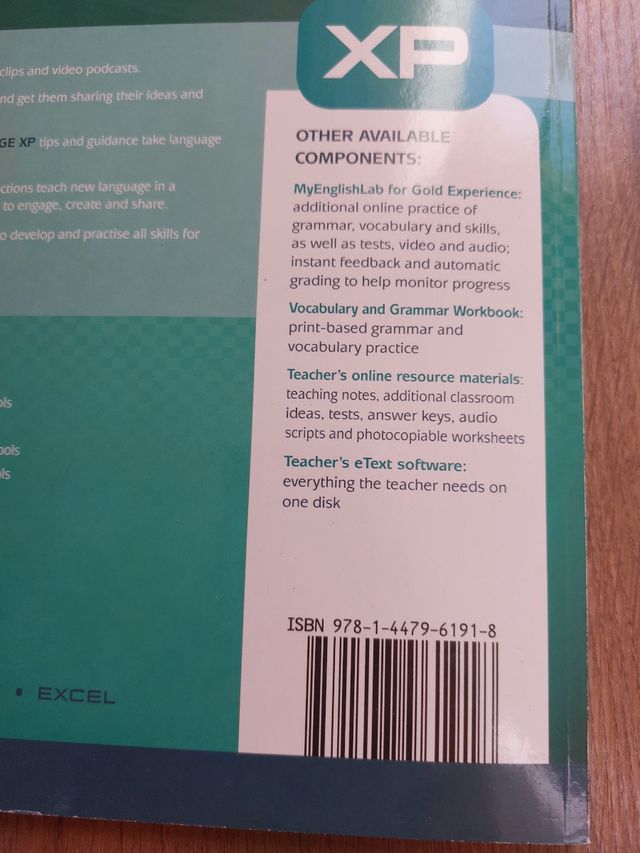 XP
clips and video podcasts.
nd get them sharing their ideas and
GE XP tips and guidance take language
ctions teach new language in a
to engage, create and share.
o develop and practise all skills for
ols
ools
ols
▪ EXCEL
OTHER AVAILABLE
COMPONENTS:
MyEnglishLab for Gold Experience:
additional online practice of
grammar, vocabulary and skills,
as well as tests, video and audio;
instant feedback and automatic
grading to help monitor progress
Vocabulary and Grammar Workbook:
print-based grammar and
vocabulary practice
Teacher's online resource materials:
teaching notes, additional classroom
ideas, tests, answer keys, audio
scripts and photocopiable worksheets
Teacher's eText software:
everything the teacher needs on
one disk
ISBN 978-1-4479-6191-8